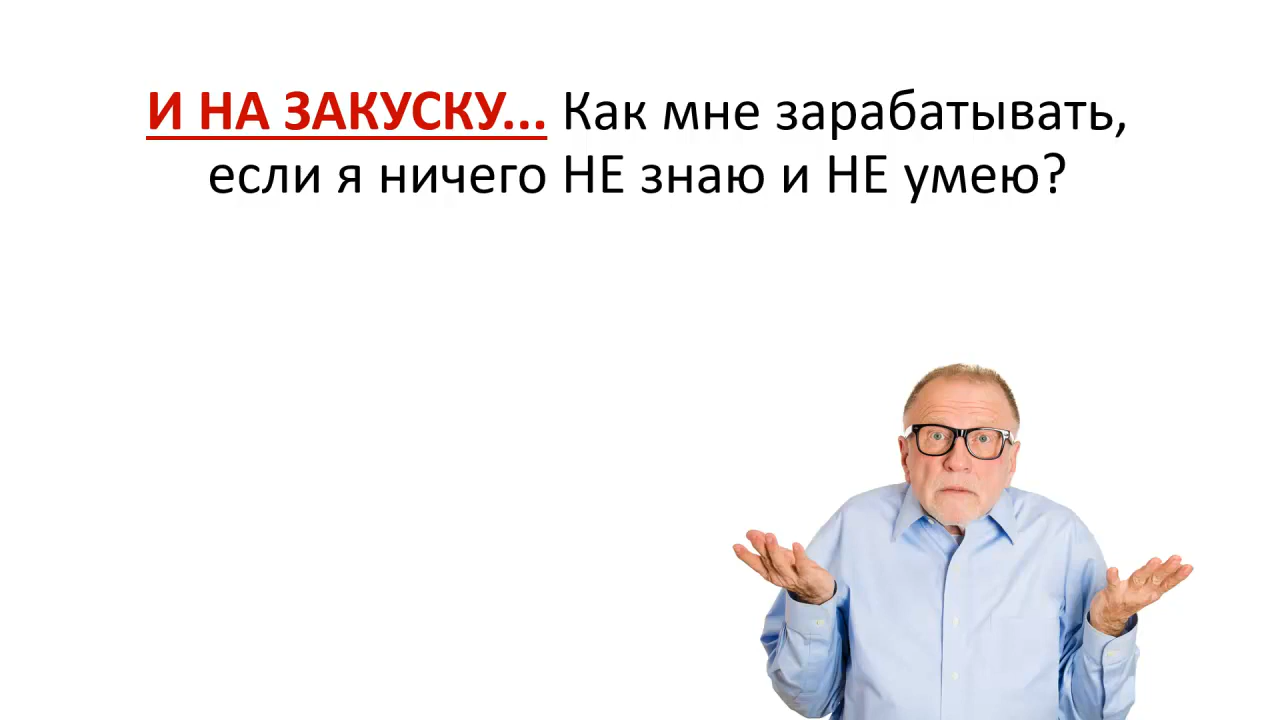 И НА ЗАКУСКУ... Как мне зарабатывать,
если я ничего НЕ знаю и НЕ умею?